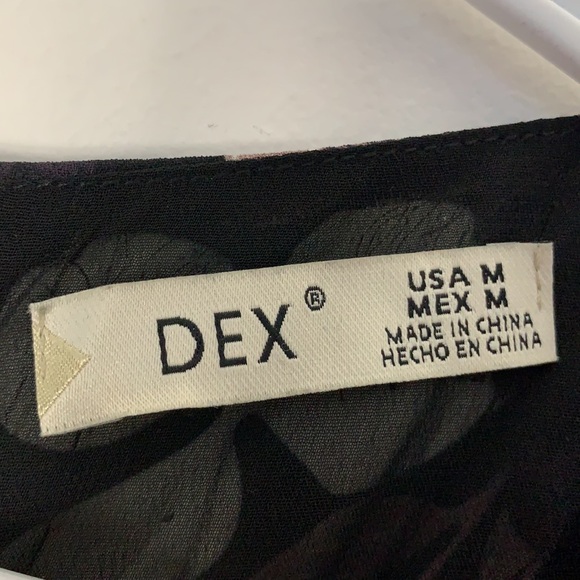 DEX®
USA M
MEX M
MADE IN CHINA
HECHO EN CHINA